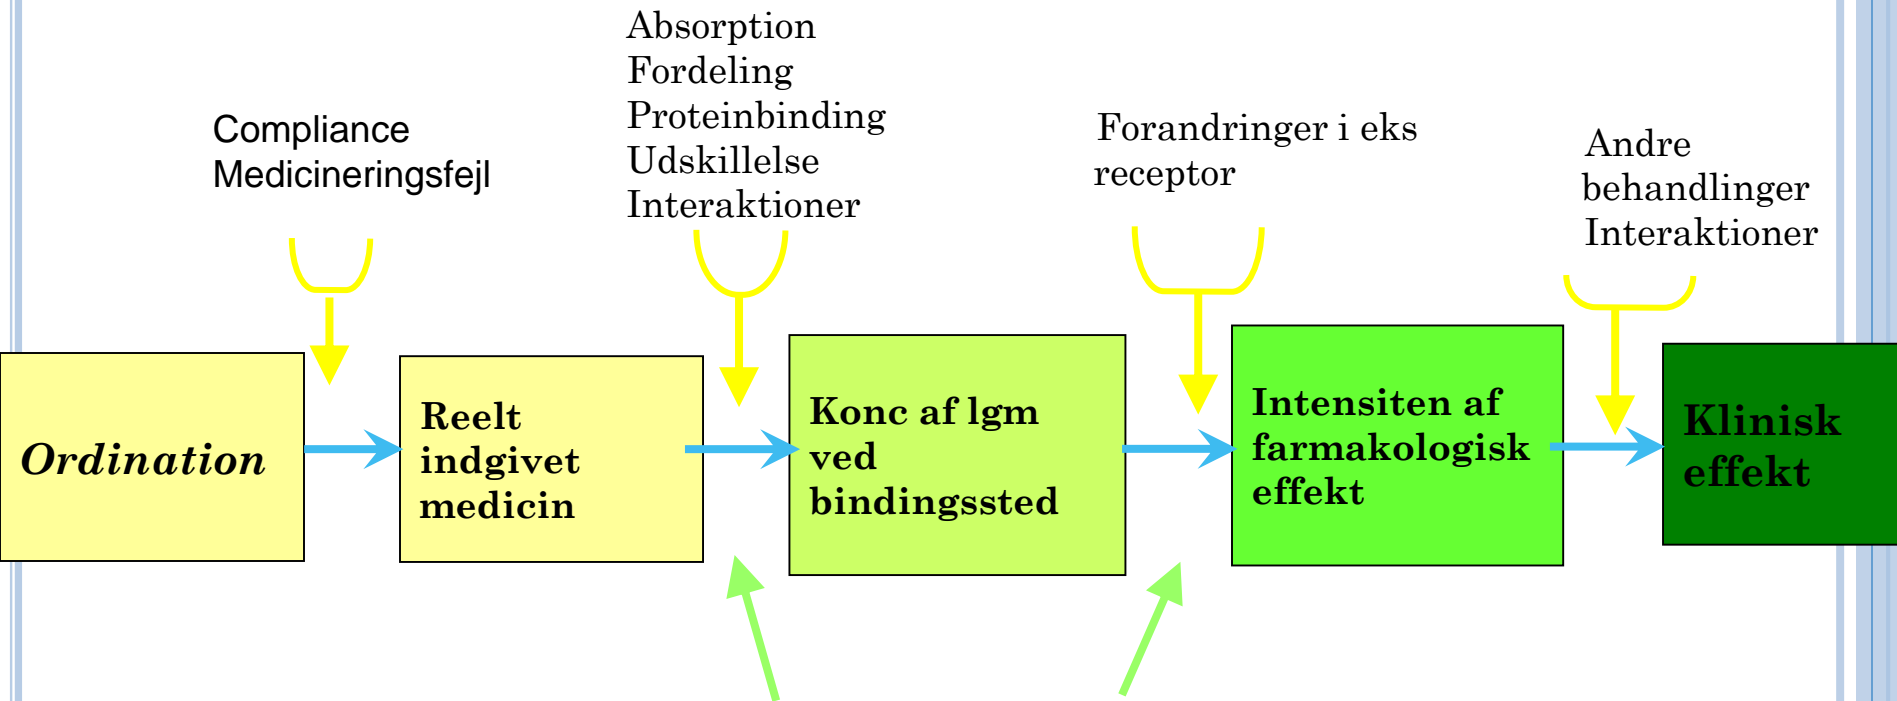 Absorption
Fordeling
Proteinbinding
Udskillelse
Interaktioner
Compliance
Medicineringsfejl
Forandringer i eks
receptor
Andre
behandlinger
Interaktioner
Ordination
Reelt
indgivet
medicin
Konc af lgm
ved
bindingssted
Intensiten af
farmakologisk
effekt
Klinisk
effekt